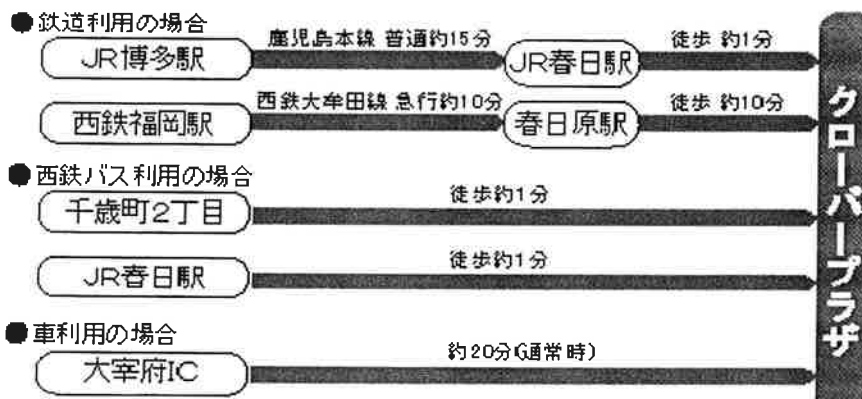 ●鉄道利用の場合
JR博多駅 鹿児島本線 普通約15分 JR春日駅 徒歩 約1分
西鉄福岡駅 西鉄大牟田線 急行約10分 春日原駅 徒歩 約10分
●西鉄バス利用の場合
千歳町2丁目 徒歩約1分
JR春日駅 徒歩約1分
●車利用の場合
大宰府IC 約20分(通常時)
クローバープラザ